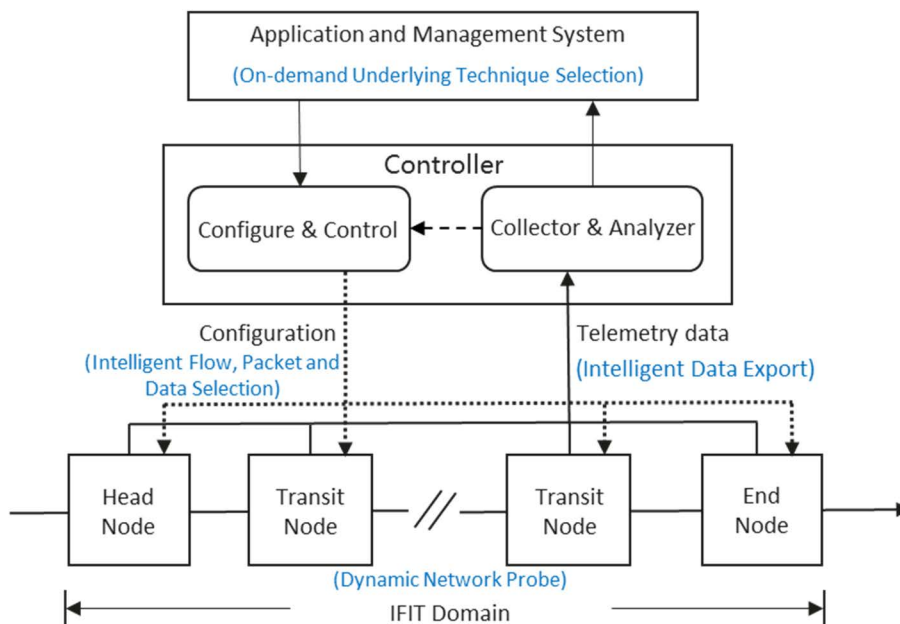 Application and Management System
(On-demand Underlying Technique Selection)
Controller
Configure & Control
Collector & Analyzer
Configuration
(Intelligent Flow, Packet and
Data Selection)
Telemetry data
(Intelligent Data Export)
Head
Node
Transit
Node
Transit
Node
End
Node
(Dynamic Network Probe)
IFIT Domain